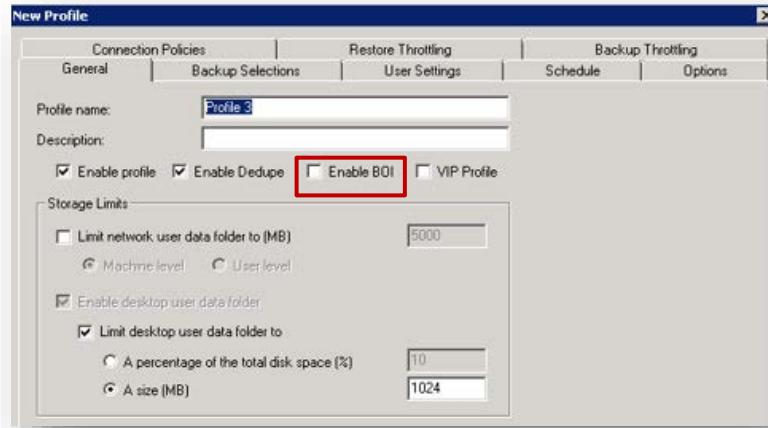 New Profile
Connection Policies Restore Throttling Backup Throttling
General Backup Selections User Settings Schedule Options
Profile name: Profile 3
Description:
Enable profile Enable Dedupe Enable BOI VIP Profile
Storage Limits
Limit network user data folder to (MB) 5000
Machine level User level
Enable desktop user data folder
Limit desktop user data folder to
A percentage of the total disk space (%) 10
A size (MB) 1024